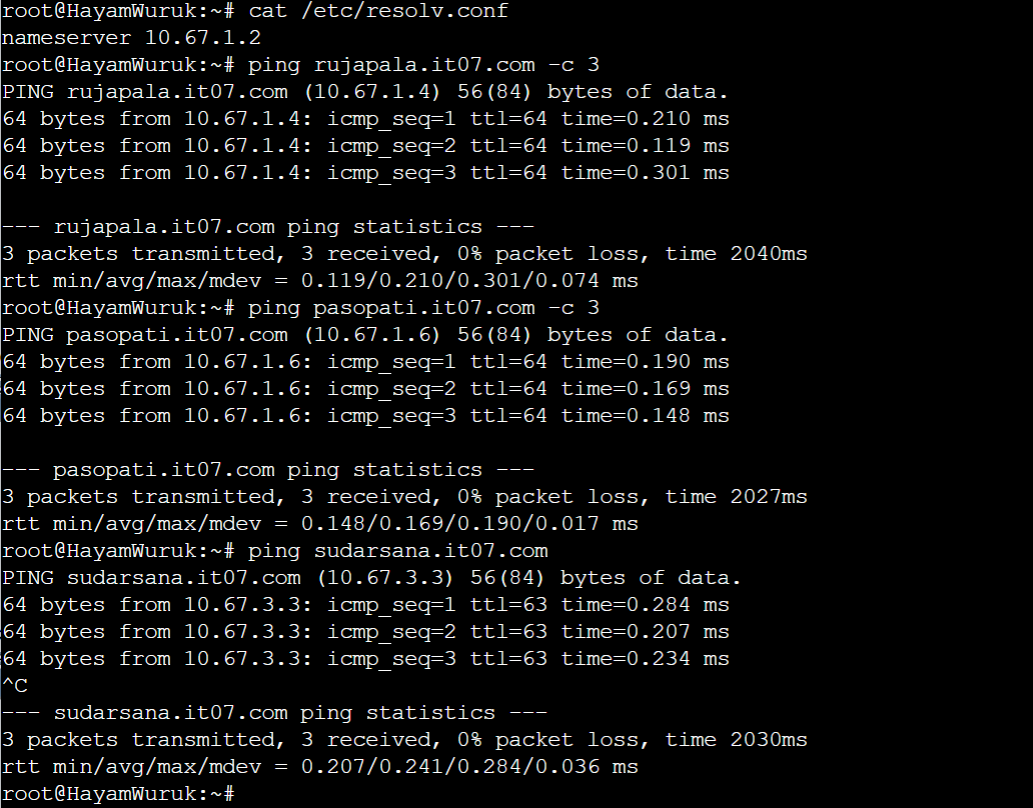 root@HayamWuruk:~# cat /etc/resolv.conf
nameserver 10.67.1.2
root@HayamWuruk:~# ping rujapala.it07.com -c 3
PING rujapala.it07.com (10.67.1.4) 56(84) bytes of data.
64 bytes from 10.67.1.4: icmp_seq=1 ttl=64 time=0.210 ms
64 bytes from 10.67.1.4: icmp_seq=2 ttl=64 time=0.119 ms
64 bytes from 10.67.1.4: icmp_seq=3 ttl=64 time=0.301 ms

--- rujapala.it07.com ping statistics ---
3 packets transmitted, 3 received, 0% packet loss, time 2040ms
rtt min/avg/max/mdev = 0.119/0.210/0.301/0.074 ms
root@HayamWuruk:~# ping pasopati.it07.com -c 3
PING pasopati.it07.com (10.67.1.6) 56(84) bytes of data.
64 bytes from 10.67.1.6: icmp_seq=1 ttl=64 time=0.190 ms
64 bytes from 10.67.1.6: icmp_seq=2 ttl=64 time=0.169 ms
64 bytes from 10.67.1.6: icmp_seq=3 ttl=64 time=0.148 ms

--- pasopati.it07.com ping statistics ---
3 packets transmitted, 3 received, 0% packet loss, time 2027ms
rtt min/avg/max/mdev = 0.148/0.169/0.190/0.017 ms
root@HayamWuruk:~# ping sudarsana.it07.com
PING sudarsana.it07.com (10.67.3.3) 56(84) bytes of data.
64 bytes from 10.67.3.3: icmp_seq=1 ttl=63 time=0.284 ms
64 bytes from 10.67.3.3: icmp_seq=2 ttl=63 time=0.207 ms
64 bytes from 10.67.3.3: icmp_seq=3 ttl=63 time=0.234 ms
^C
--- sudarsana.it07.com ping statistics ---
3 packets transmitted, 3 received, 0% packet loss, time 2030ms
rtt min/avg/max/mdev = 0.207/0.241/0.284/0.036 ms
root@HayamWuruk:~#